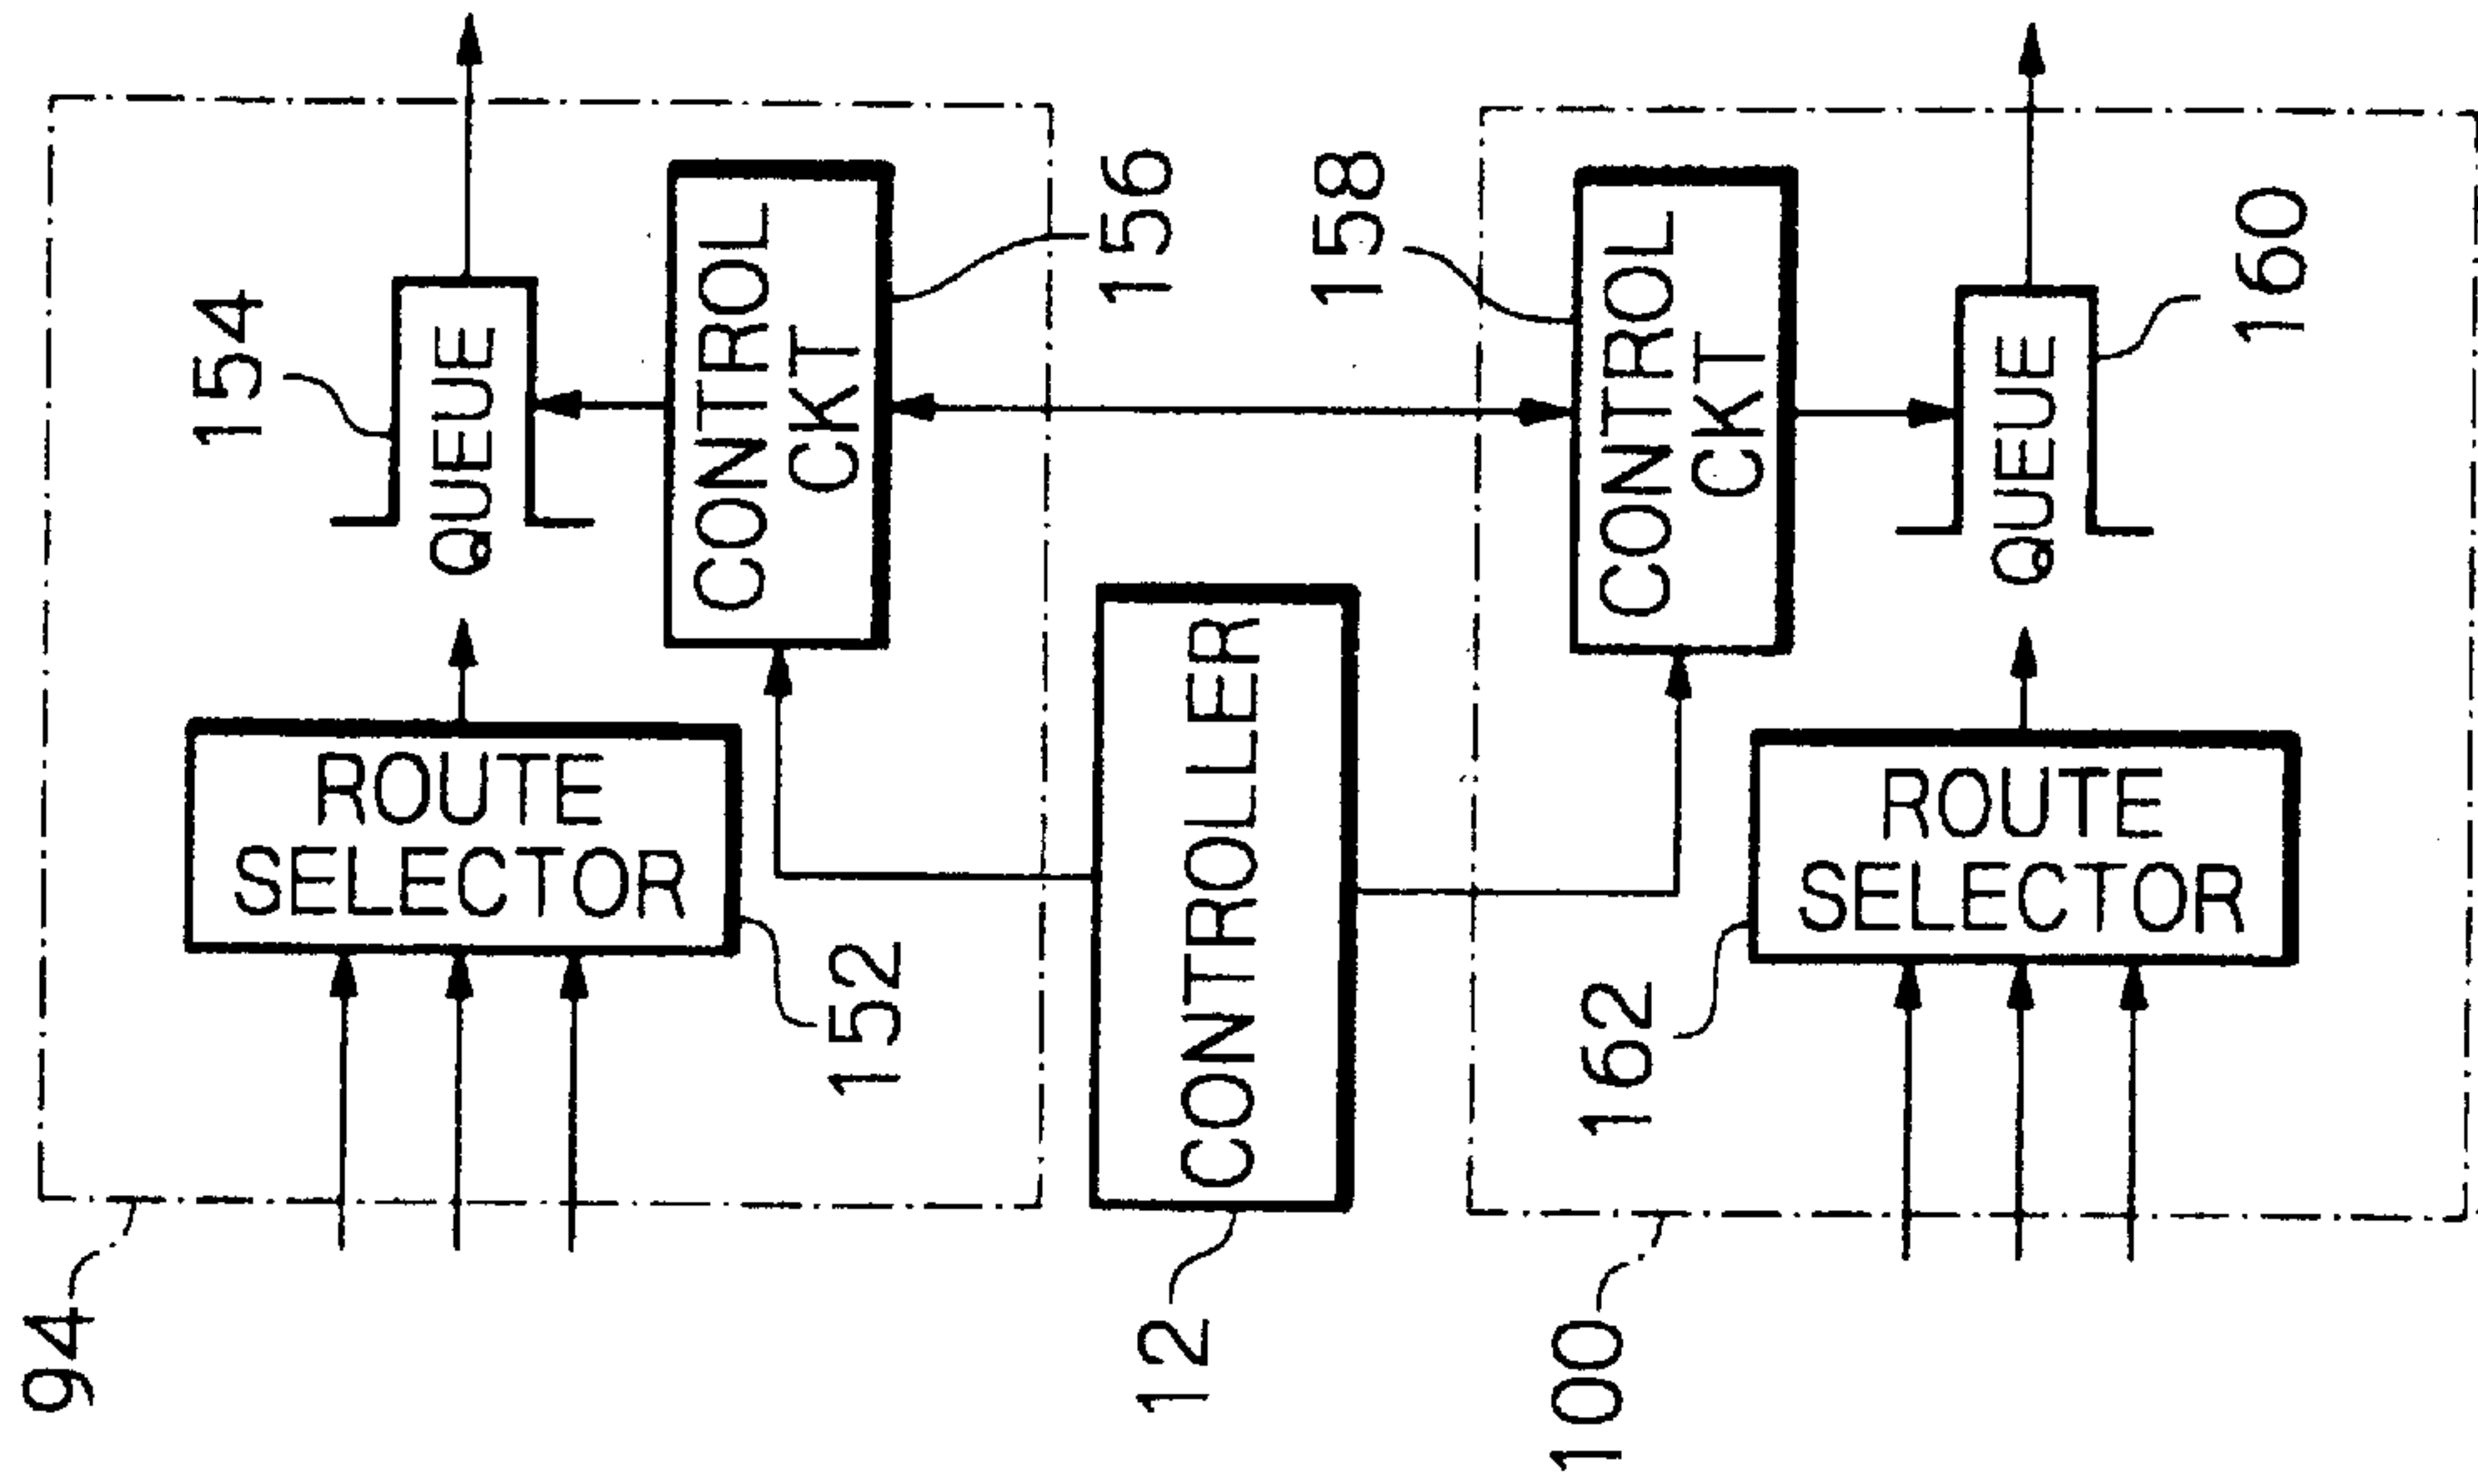 94
ROUTE
SELECTOR
152
154
QUEUE
CONTROL
CKT
156
12
CONTROLLER
158
CONTROL
CKT
QUEUE
160
100
162
ROUTE
SELECTOR